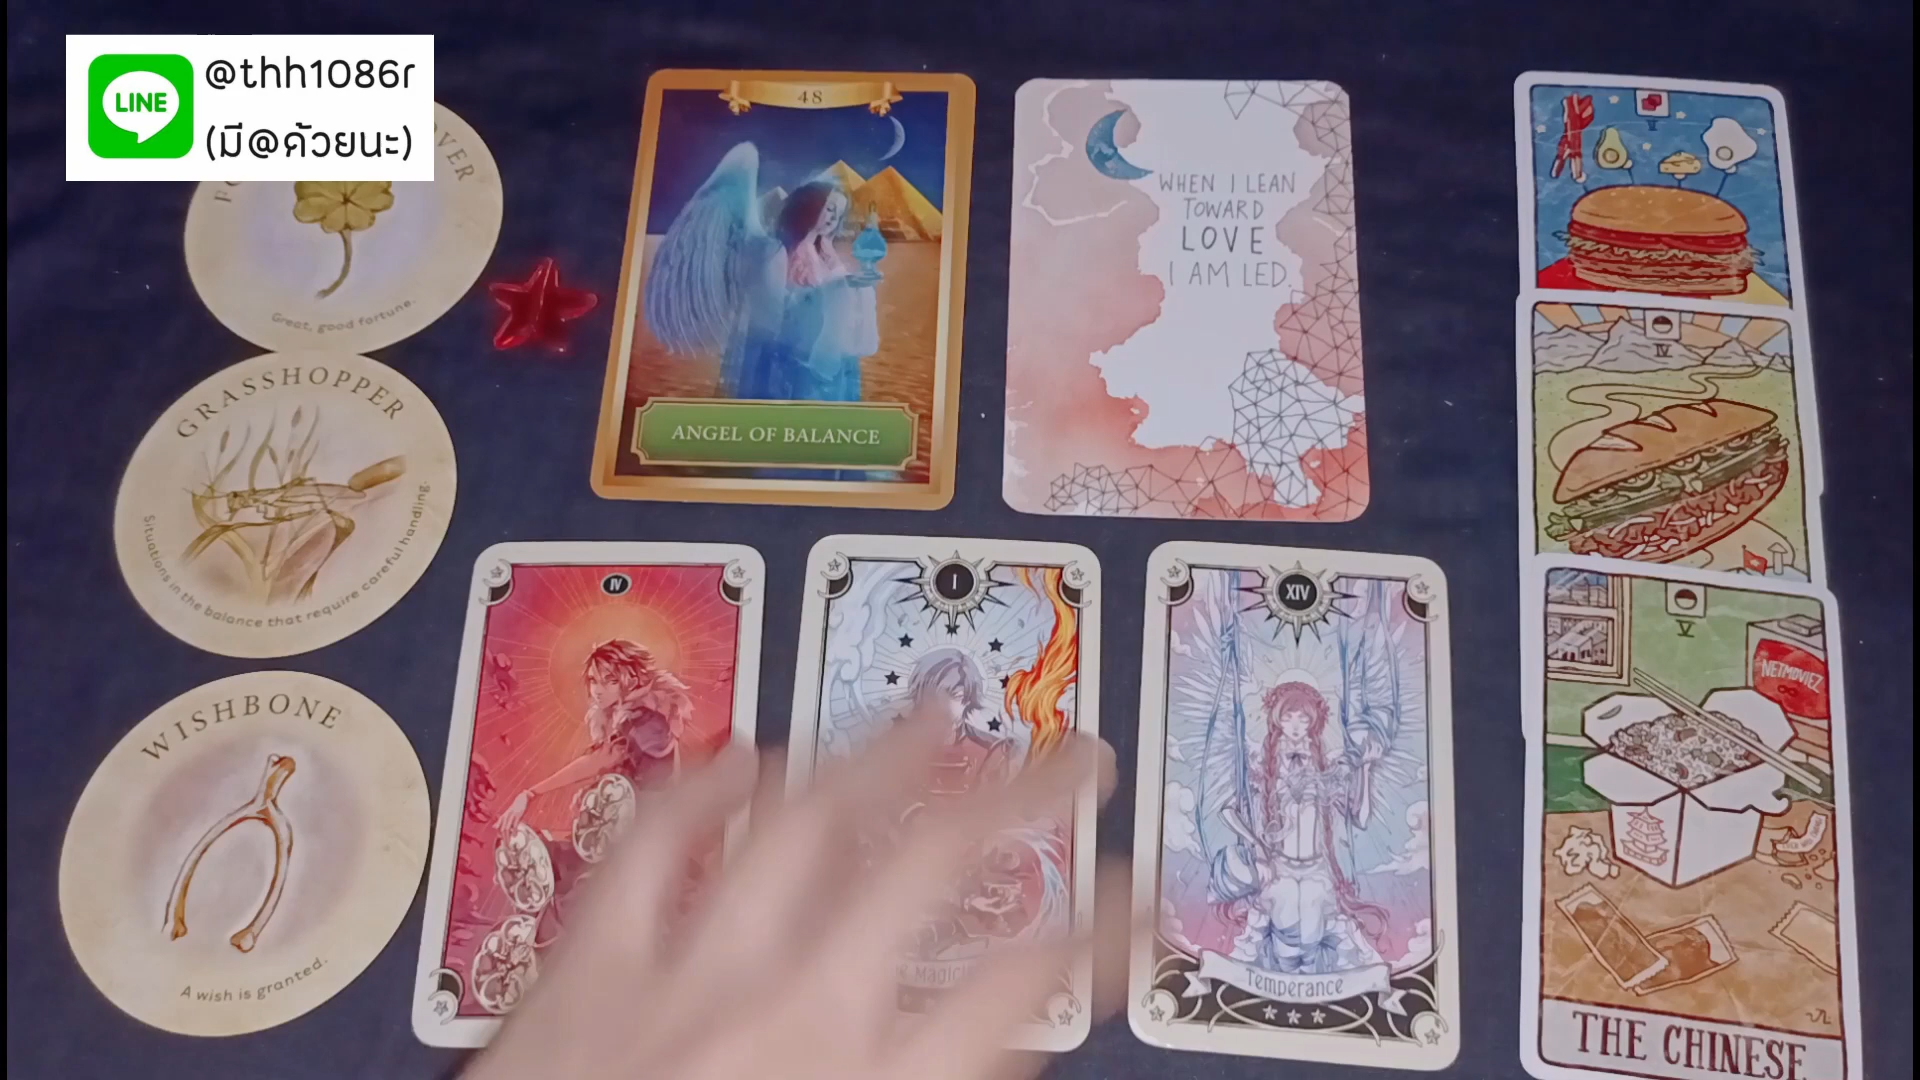 LINE
@thh1086r
(มี@ด้วยนะ)
Great, good fortune.
GRASSHOPPER
Situations in the balance that require careful handling.
WISHBONE
A wish is granted.
48
ANGEL OF BALANCE
WHEN I LEAN
TOWARD
LOVE
I AM LED.
IV
I
XIV
Temperance
IV
V
NETMOVIEZ
THE CHINESE